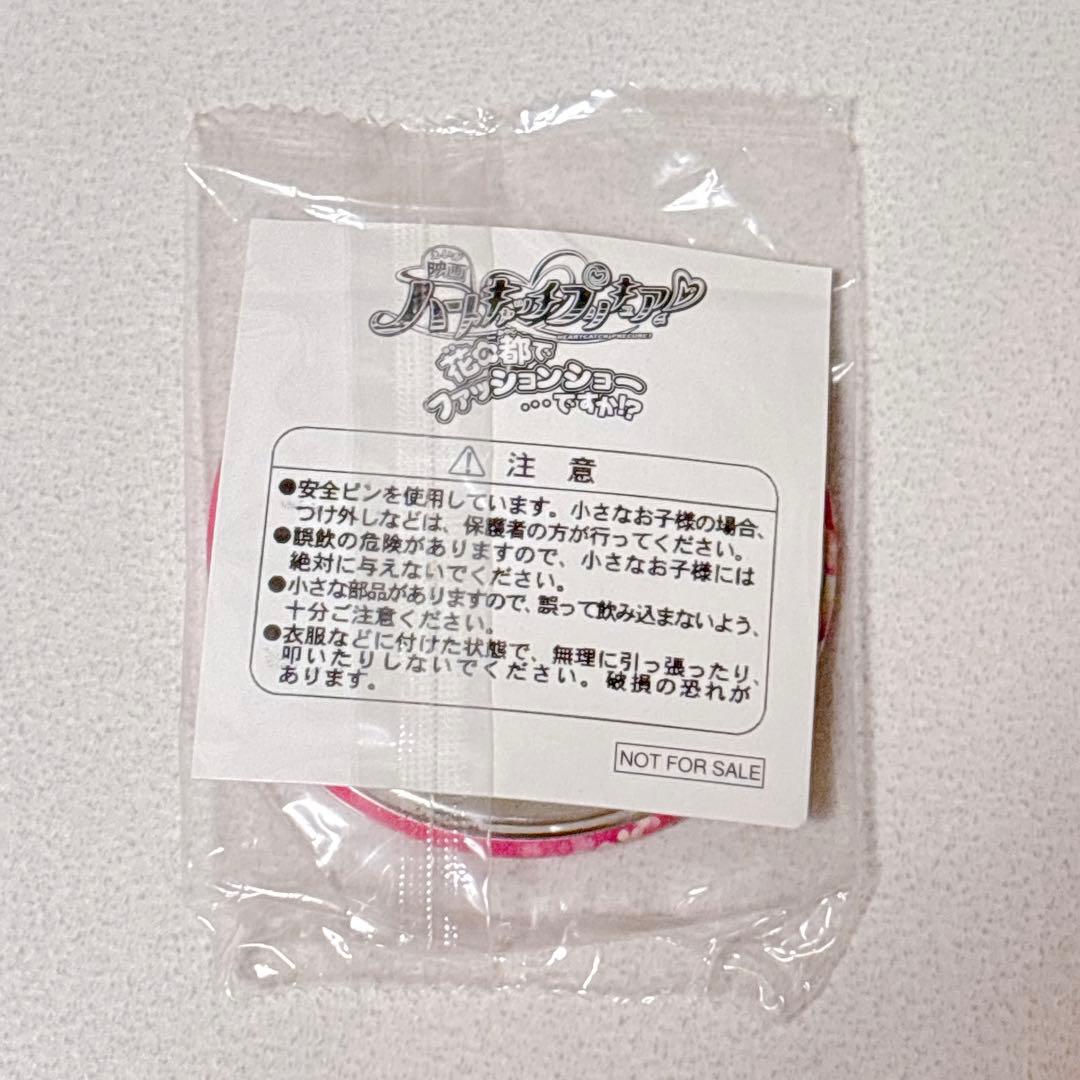 映画
ハートキャッチプリキュア!
HEARTCATCH PRECURE!
花の都で
ファッションショー
…ですか!?
⚠ 注 意
●安全ピンを使用しています。小さなお子様の場合、
つけ外しなどは、保護者の方が行ってください。
●誤飲の危険がありますので、小さなお子様には
絶対に与えないでください。
●小さな部品がありますので、誤って飲み込まないよう、
十分ご注意ください。
●衣服などに付けた状態で、無理に引っ張ったり、
叩いたりしないでください。破損の恐れが
あります。
NOT FOR SALE